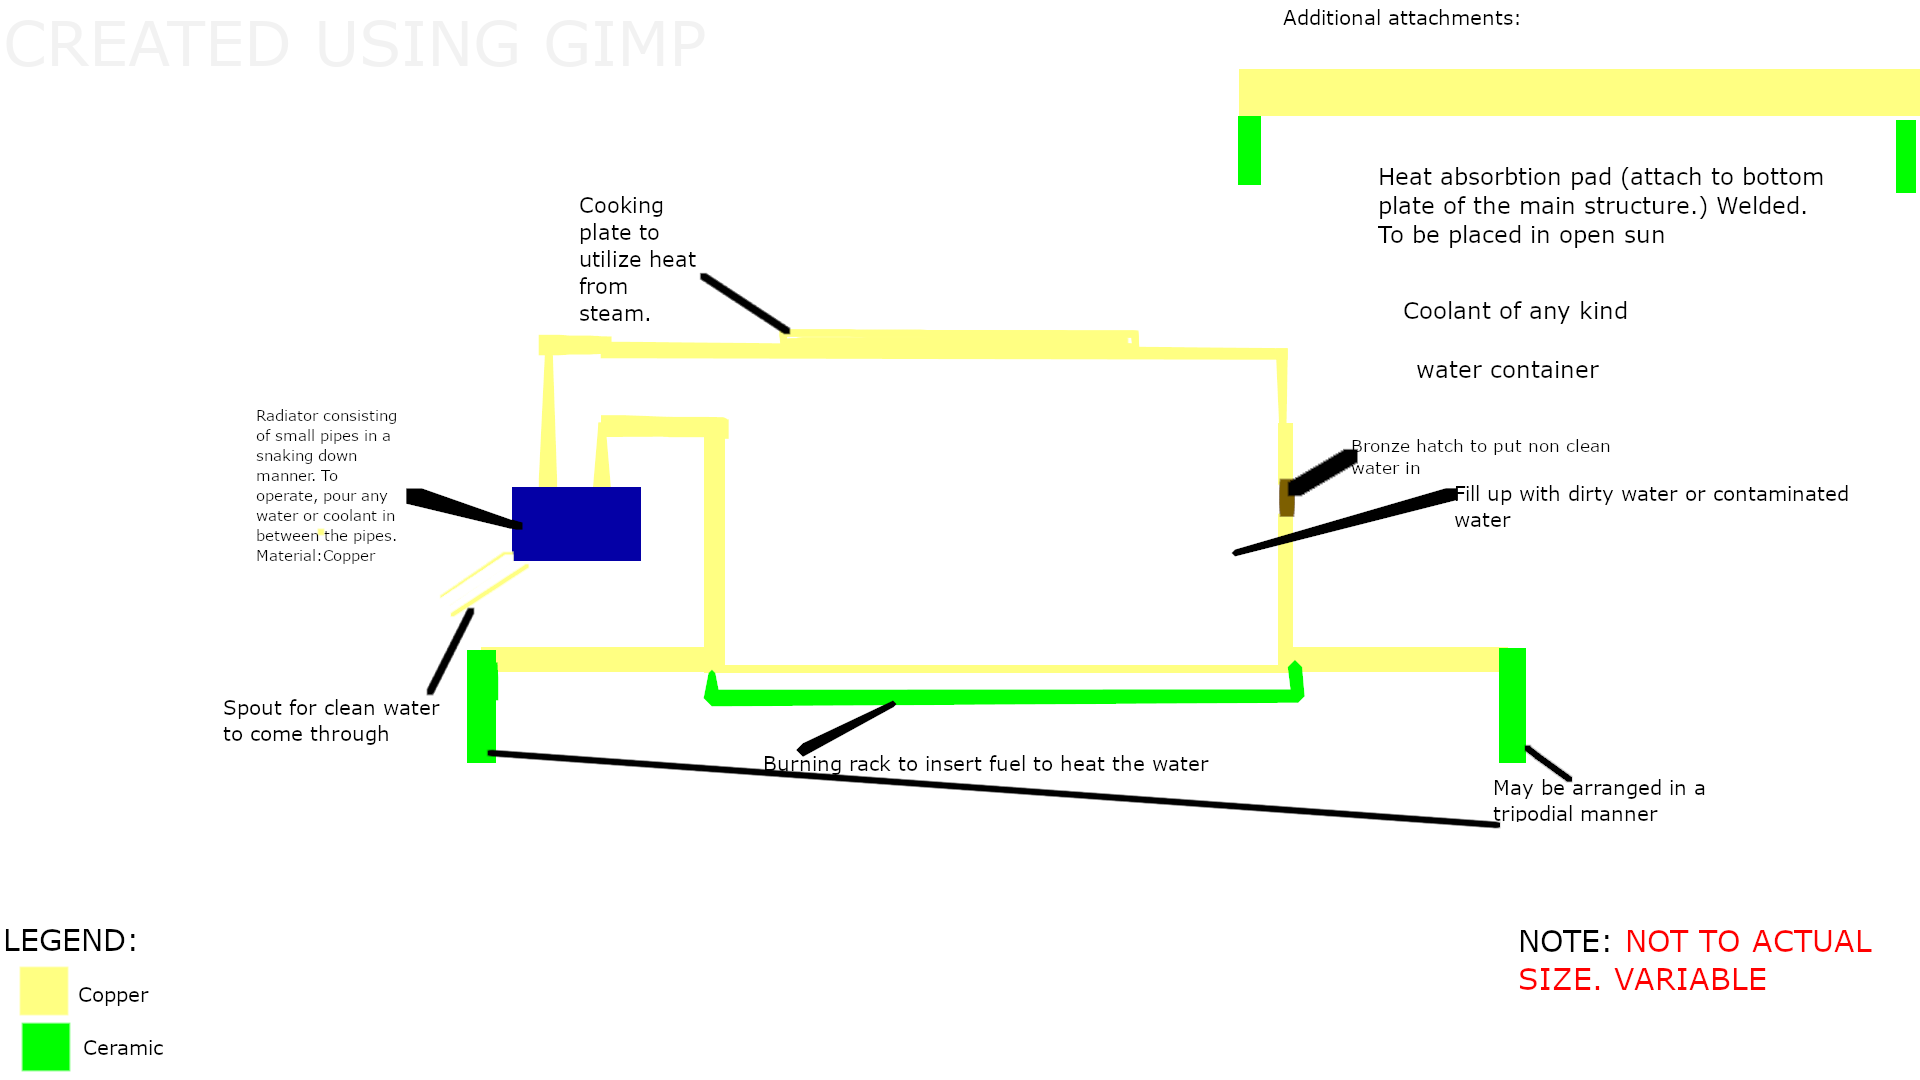 CREATED USING GIMP
Additional attachments:
Heat absorbtion pad (attach to bottom
plate of the main structure.) Welded.
To be placed in open sun
Cooking
plate to
utilize heat
from
steam.
Coolant of any kind
water container
Radiator consisting
of small pipes in a
snaking down
manner. To
operate, pour any
water or coolant in
between the pipes.
Material:Copper
Bronze hatch to put non clean
water in
Fill up with dirty water or contaminated
water
Spout for clean water
to come through
Burning rack to insert fuel to heat the water
May be arranged in a
tripodial manner
LEGEND:
Copper
Ceramic
NOTE: NOT TO ACTUAL
SIZE. VARIABLE